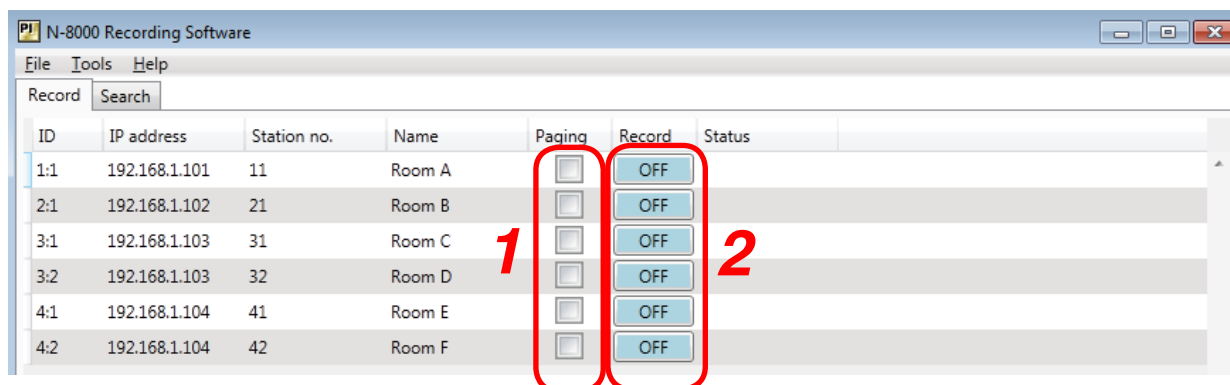 PJ N-8000 Recording Software
File Tools Help
Record Search
ID IP address Station no. Name Paging Record Status
1:1 192.168.1.101 11 Room A OFF
2:1 192.168.1.102 21 Room B OFF
3:1 192.168.1.103 31 Room C 1 OFF 2
3:2 192.168.1.103 32 Room D OFF
4:1 192.168.1.104 41 Room E OFF
4:2 192.168.1.104 42 Room F OFF